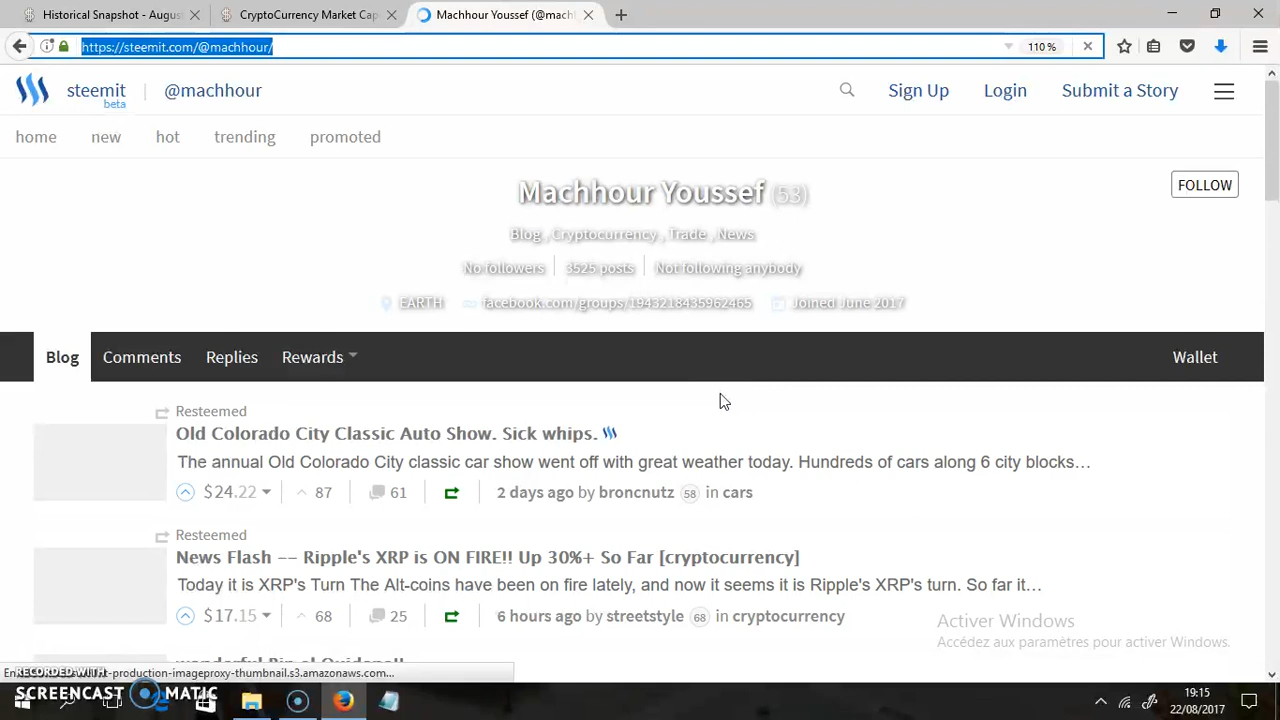 Historical Snapshot - Augus
CryptoCurrency Market Cap
Machhour Youssef (@machh
https://steemit.com/@machhour/
110 %
steemit
beta
@machhour
Sign Up
Login
Submit a Story
home new hot trending promoted
Machhour Youssef (53)
FOLLOW
Blog , Cryptocurrency , Trade , News
No followers
3525 posts
Not following anybody
EARTH
facebook.com/groups/1943218435962465
Joined June 2017
Blog Comments Replies Rewards Wallet
Resteemed
Old Colorado City Classic Auto Show. Sick whips.
The annual Old Colorado City classic car show went off with great weather today. Hundreds of cars along 6 city blocks…
$24.22 87 61 2 days ago by broncnutz 58 in cars
Resteemed
News Flash –– Ripple's XRP is ON FIRE!! Up 30%+ So Far [cryptocurrency]
Today it is XRP's Turn The Alt-coins have been on fire lately, and now it seems it is Ripple's XRP's turn. So far it…
$17.15 68 25 6 hours ago by streetstyle 68 in cryptocurrency
Activer Windows
Accédez aux paramètres pour activer Windows.
-production-imageproxy-thumbnail.s3.amazonaws.com...
RECORDED WITH
SCREENCAST MATIC
19:15
22/08/2017